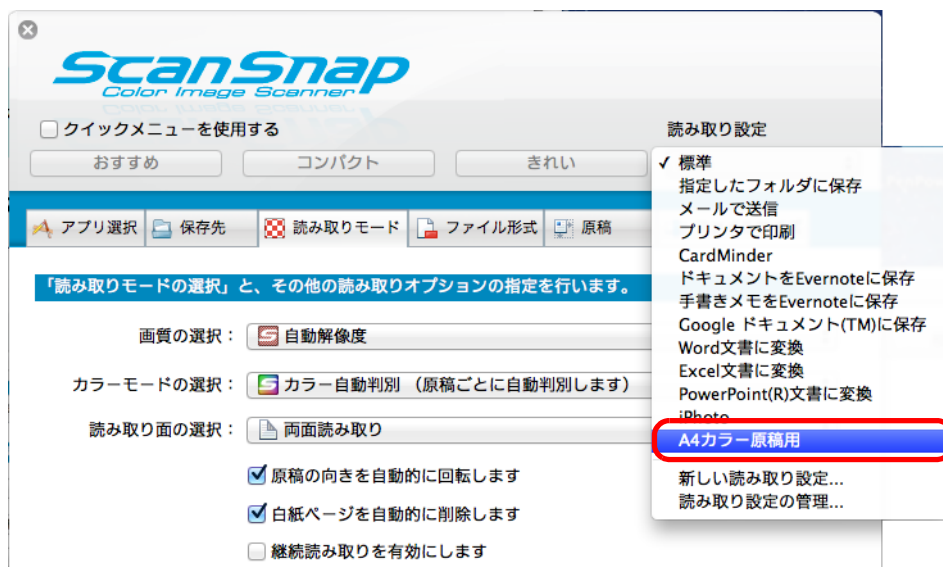 ScanSnap
Color Image Scanner
クイックメニューを使用する
読み取り設定
おすすめ
コンパクト
きれい
✓ 標準
指定したフォルダに保存
メールで送信
プリンタで印刷
CardMinder
ドキュメントをEvernoteに保存
手書きメモをEvernoteに保存
Google ドキュメント(TM)に保存
Word文書に変換
Excel文書に変換
PowerPoint(R)文書に変換
iPhoto
A4カラー原稿用
新しい読み取り設定...
読み取り設定の管理...
アプリ選択
保存先
読み取りモード
ファイル形式
原稿
「読み取りモードの選択」と、その他の読み取りオプションの指定を行います。
画質の選択： 自動解像度
カラーモードの選択： カラー自動判別 （原稿ごとに自動判別します）
読み取り面の選択： 両面読み取り
原稿の向きを自動的に回転します
白紙ページを自動的に削除します
継続読み取りを有効にします